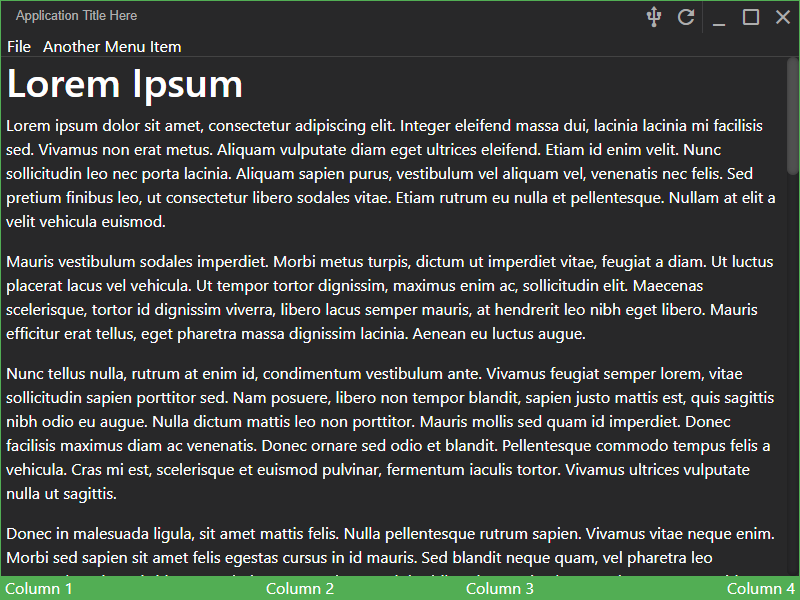 Application Title Here
File Another Menu Item
Lorem Ipsum
Lorem ipsum dolor sit amet, consectetur adipiscing elit. Integer eleifend massa dui, lacinia lacinia mi facilisis
sed. Vivamus non erat metus. Aliquam vulputate diam eget ultrices eleifend. Etiam id enim velit. Nunc
sollicitudin leo nec porta lacinia. Aliquam sapien purus, vestibulum vel aliquam vel, venenatis nec felis. Sed
pretium finibus leo, ut consectetur libero sodales vitae. Etiam rutrum eu nulla et pellentesque. Nullam at elit a
velit vehicula euismod.
Mauris vestibulum sodales imperdiet. Morbi metus turpis, dictum ut imperdiet vitae, feugiat a diam. Ut luctus
placerat lacus vel vehicula. Ut tempor tortor dignissim, maximus enim ac, sollicitudin elit. Maecenas
scelerisque, tortor id dignissim viverra, libero lacus semper mauris, at hendrerit leo nibh eget libero. Mauris
efficitur erat tellus, eget pharetra massa dignissim lacinia. Aenean eu luctus augue.
Nunc tellus nulla, rutrum at enim id, condimentum vestibulum ante. Vivamus feugiat semper lorem, vitae
sollicitudin sapien porttitor sed. Nam posuere, libero non tempor blandit, sapien justo mattis est, quis sagittis
nibh odio eu augue. Nulla dictum mattis leo non porttitor. Mauris mollis sed quam id imperdiet. Donec
facilisis maximus diam ac venenatis. Donec ornare sed odio et blandit. Pellentesque commodo tempus felis a
vehicula. Cras mi est, scelerisque et euismod pulvinar, fermentum iaculis tortor. Vivamus ultrices vulputate
nulla ut sagittis.
Donec in malesuada ligula, sit amet mattis felis. Nulla pellentesque rutrum sapien. Vivamus vitae neque enim.
Morbi sed sapien sit amet felis egestas cursus in id mauris. Sed blandit neque quam, vel pharetra leo
Column 1 Column 2 Column 3 Column 4